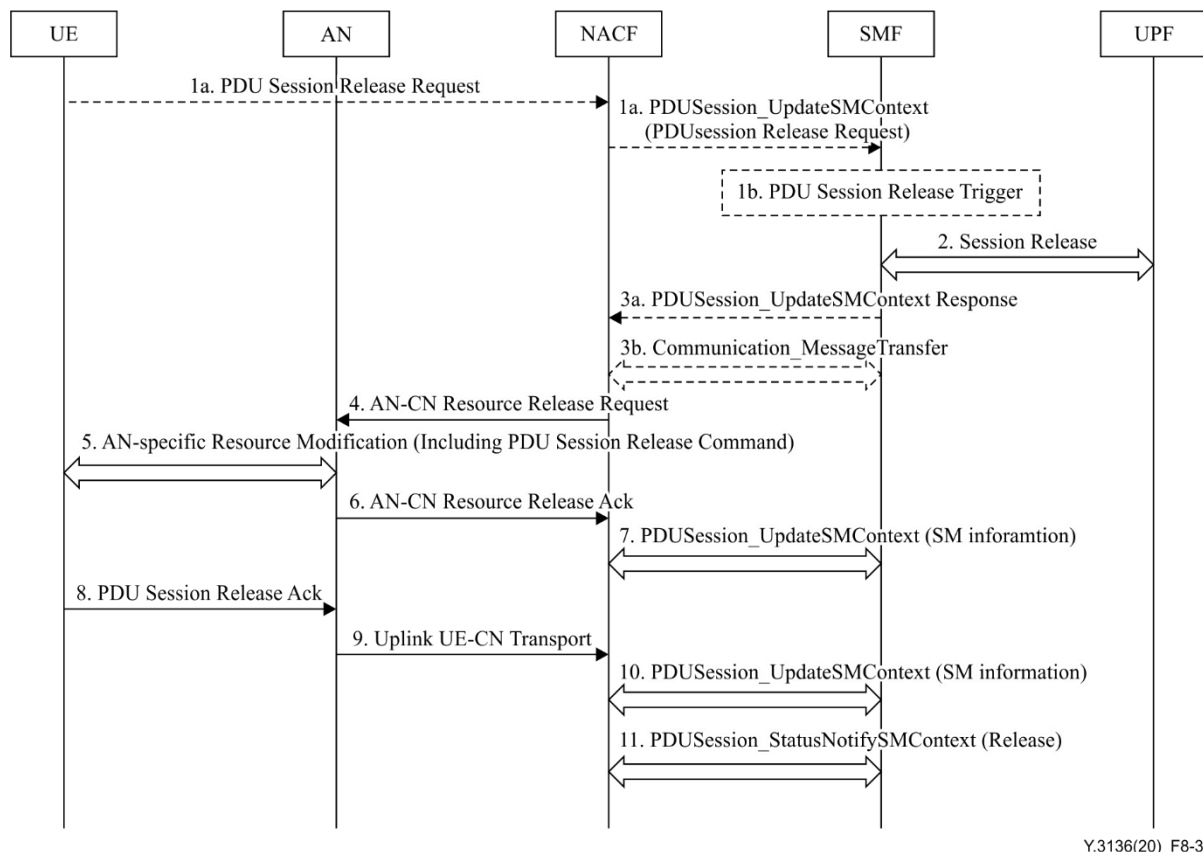 UE
AN
NACF
SMF
UPF
1a. PDU Session Release Request
1a. PDUSession_UpdateSMContext
(PDUsession Release Request)
1b. PDU Session Release Trigger
2. Session Release
3a. PDUSession_UpdateSMContext Response
3b. Communication_MessageTransfer
4. AN-CN Resource Release Request
5. AN-specific Resource Modification (Including PDU Session Release Command)
6. AN-CN Resource Release Ack
7. PDUSession_UpdateSMContext (SM inforamtion)
8. PDU Session Release Ack
9. Uplink UE-CN Transport
10. PDUSession_UpdateSMContext (SM information)
11. PDUSession_StatusNotifySMContext (Release)
Y.3136(20)_F8-3